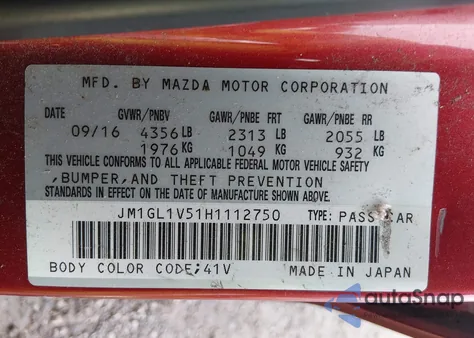 MFD. BY MAZDA MOTOR CORPORATION
DATE GVWR/PNBV GAWR/PNBE FRT GAWR/PNBE RR
09/16 4356 LB 2313 LB 2055 LB
1976 KG 1049 KG 932 KG
THIS VEHICLE CONFORMS TO ALL APPLICABLE FEDERAL MOTOR VEHICLE SAFETY
,BUMPER,AND THEFT PREVENTION
STANDARDS IN EFFECT ON THE DATE OF MANUFACTURE SHOWN ABOVE.
JM1GL1V51H1112750 TYPE: PASS CAR
BODY COLOR CODE;41V MADE IN JAPAN
autoSnap